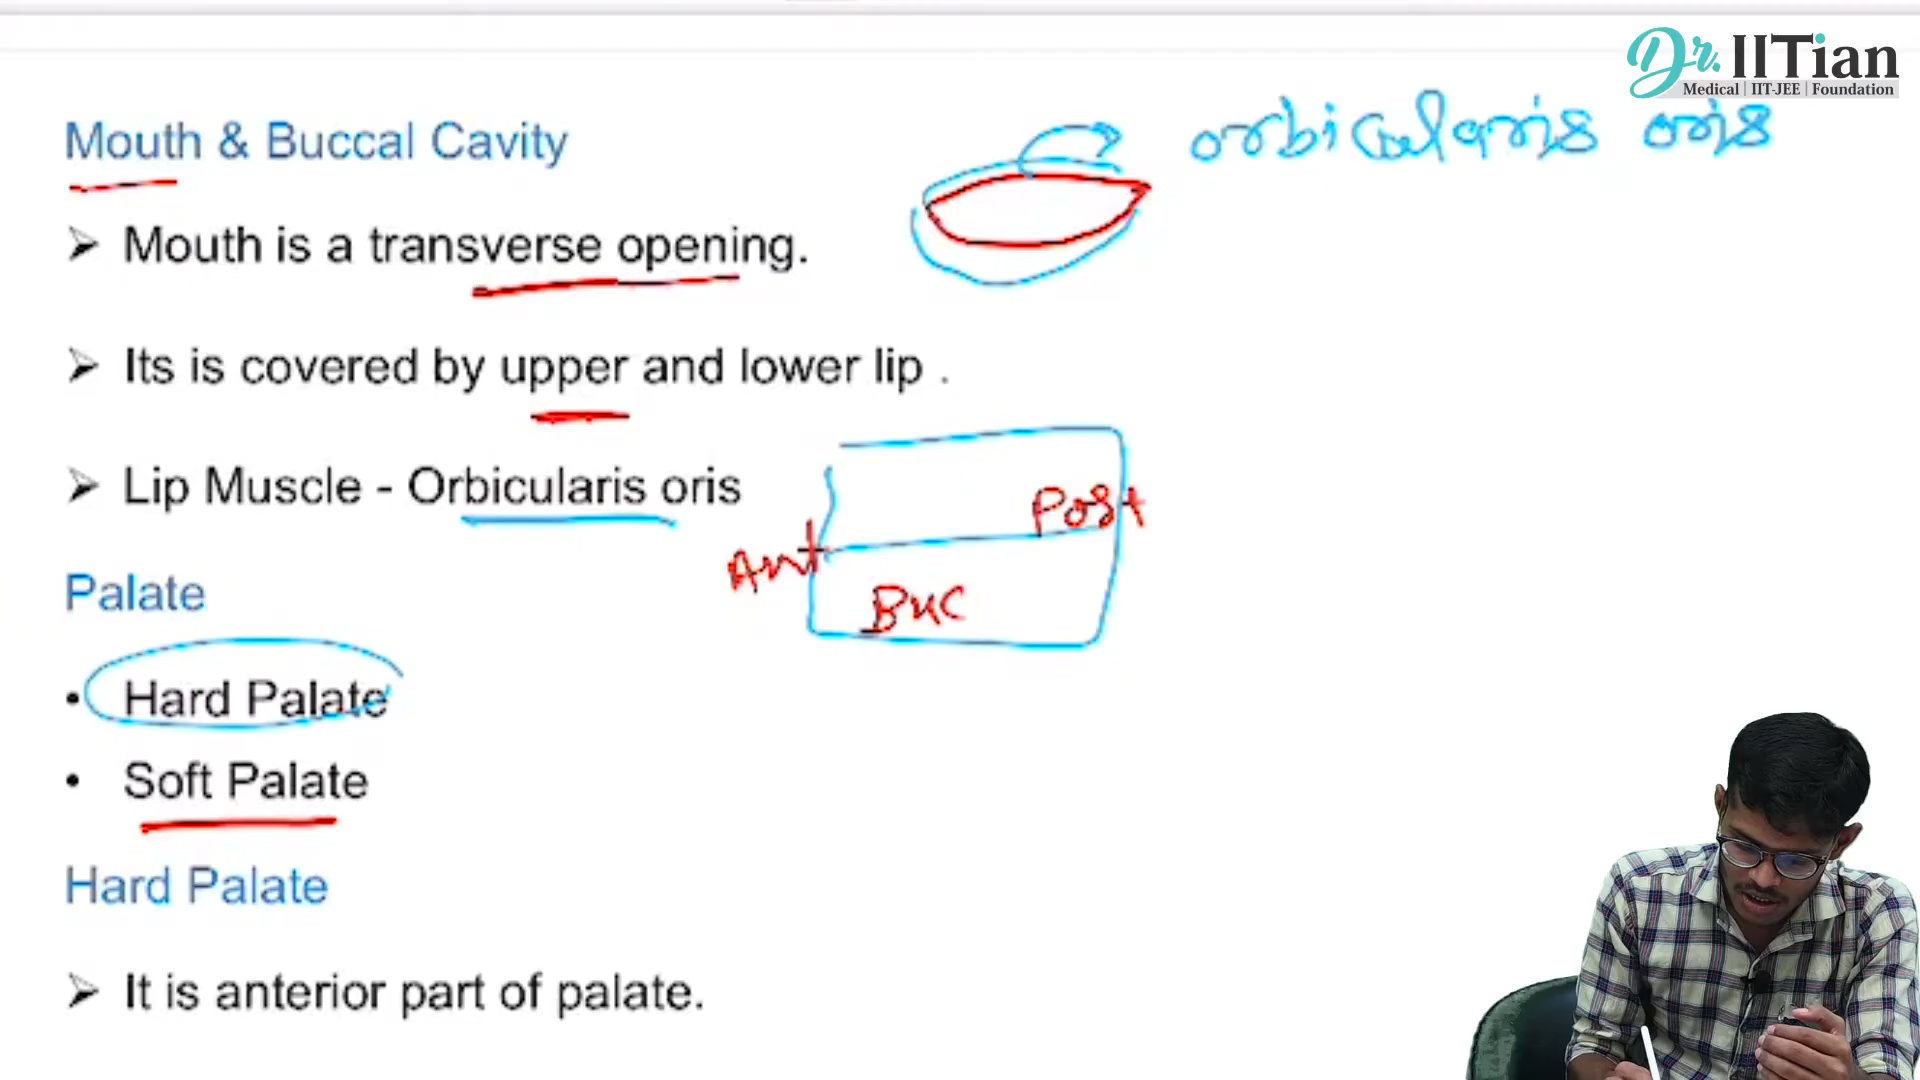 Dr. IITian
Medical | IIT-JEE | Foundation
Mouth & Buccal Cavity
orbicularis oris
➢ Mouth is a transverse opening.
➢ Its is covered by upper and lower lip .
➢ Lip Muscle - Orbicularis oris
Post
Ant
BUC
Palate
• Hard Palate
• Soft Palate
Hard Palate
➢ It is anterior part of palate.